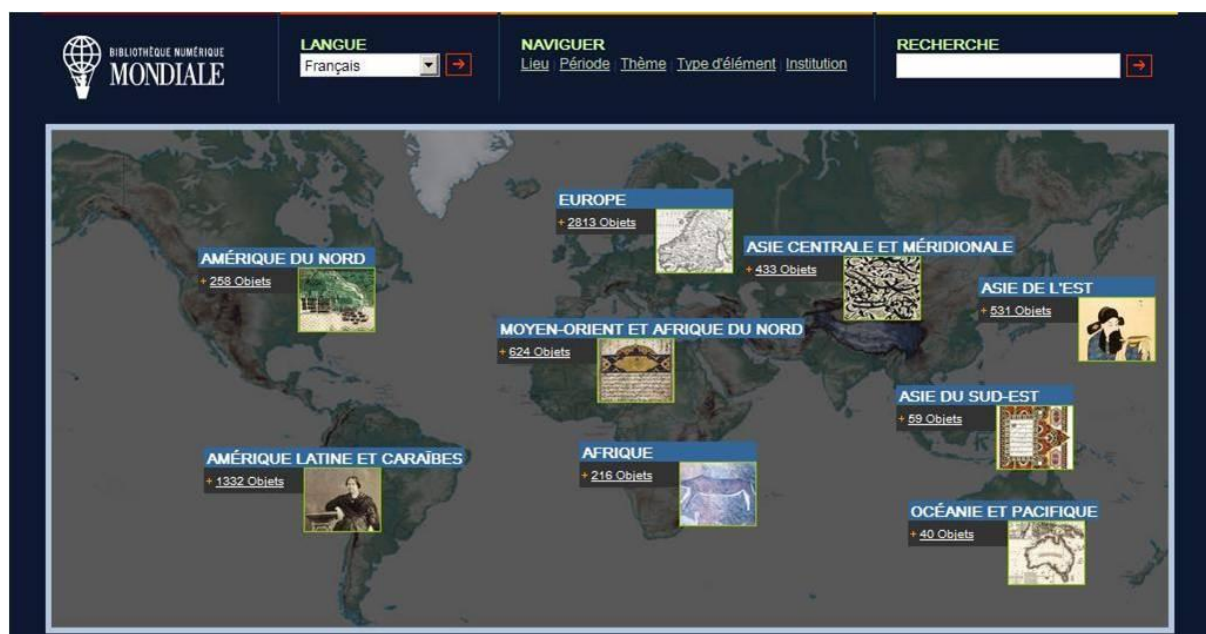 BIBLIOTHÈQUE NUMÉRIQUE
MONDIALE
LANGUE
Français
NAVIGUER
Lieu Période Thème Type d'élément Institution
RECHERCHE
EUROPE
+ 2813 Objets
ASIE CENTRALE ET MÉRIDIONALE
+ 433 Objets
AMÉRIQUE DU NORD
+ 258 Objets
ASIE DE L'EST
+ 531 Objets
MOYEN-ORIENT ET AFRIQUE DU NORD
+ 624 Objets
ASIE DU SUD-EST
+ 59 Objets
AMÉRIQUE LATINE ET CARAÏBES
+ 1332 Objets
AFRIQUE
+ 216 Objets
OCÉANIE ET PACIFIQUE
+ 40 Objets